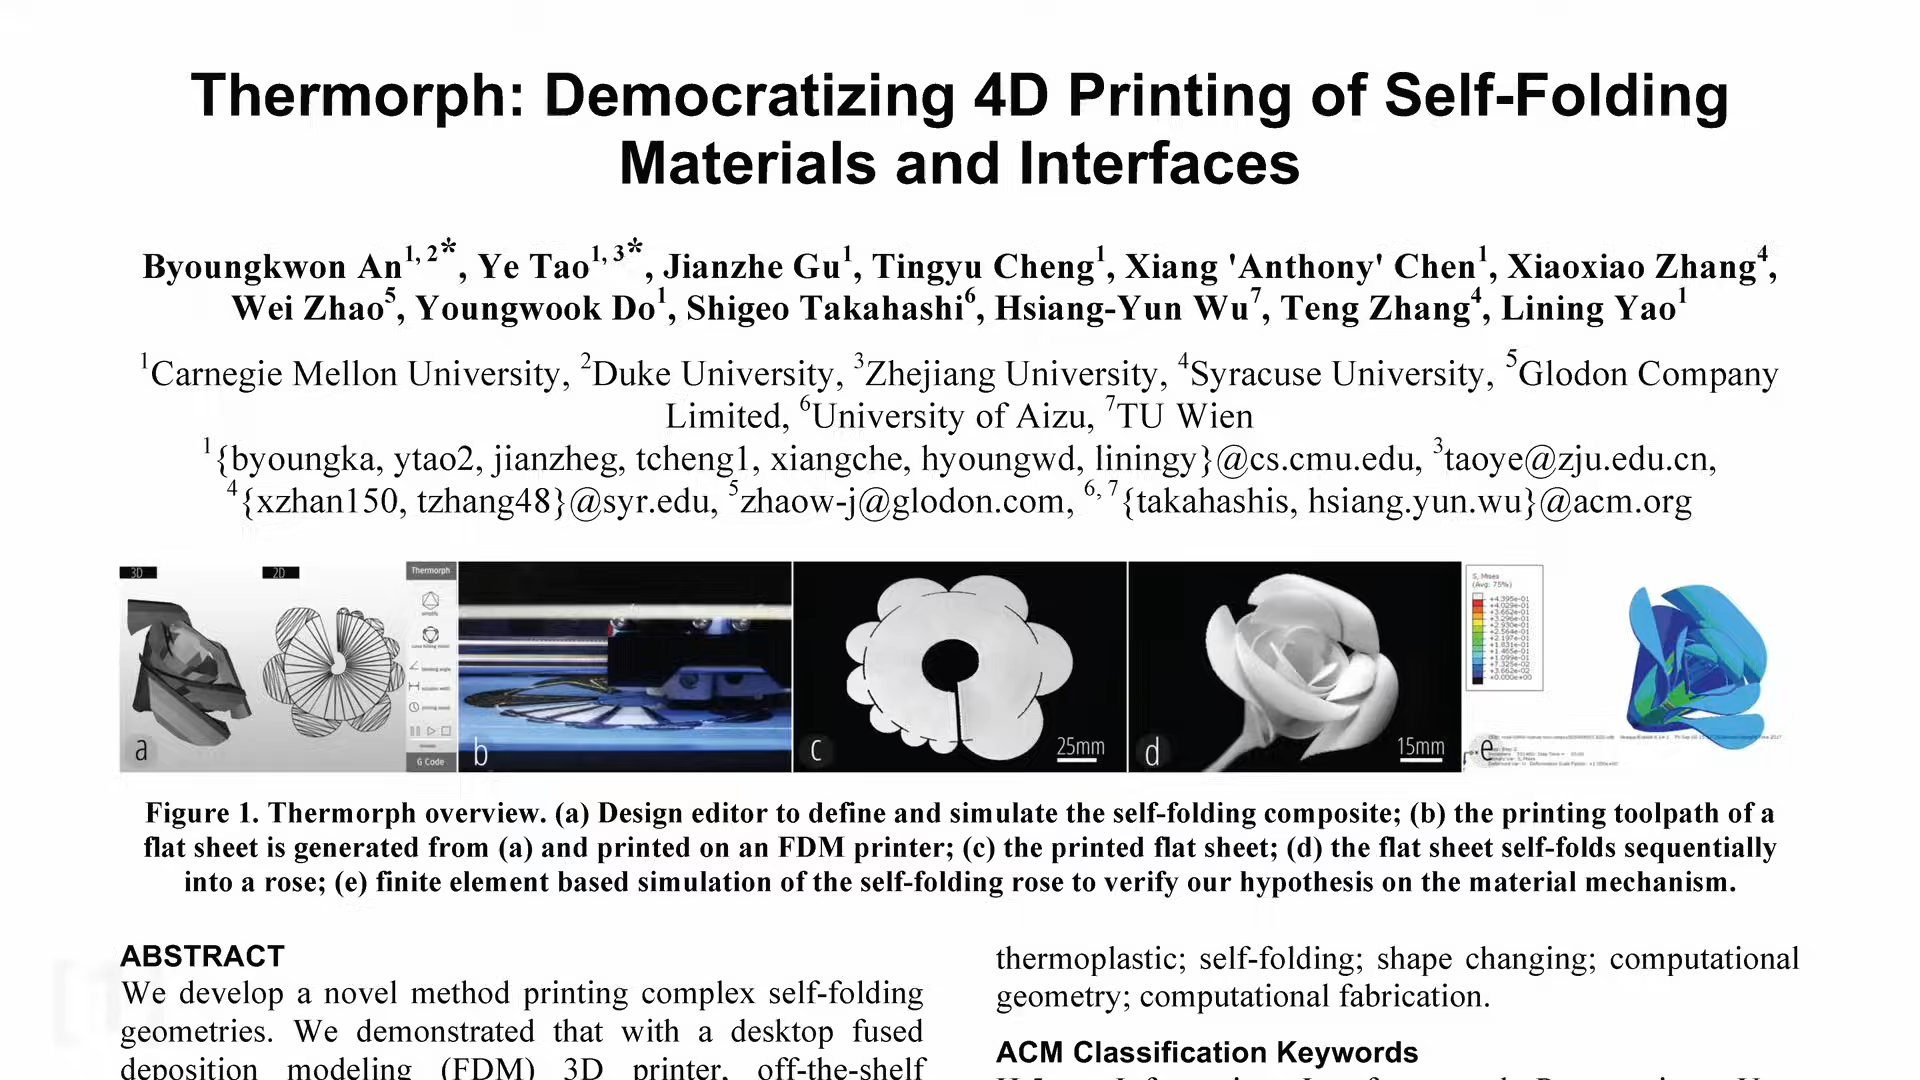 Thermorph: Democratizing 4D Printing of Self-Folding
Materials and Interfaces
Byoungkwon An1, 2*, Ye Tao1, 3*, Jianzhe Gu1, Tingyu Cheng1, Xiang 'Anthony' Chen1, Xiaoxiao Zhang4,
Wei Zhao5, Youngwook Do1, Shigeo Takahashi6, Hsiang-Yun Wu7, Teng Zhang4, Lining Yao1
1Carnegie Mellon University, 2Duke University, 3Zhejiang University, 4Syracuse University, 5Glodon Company
Limited, 6University of Aizu, 7TU Wien
1{byoungka, ytao2, jianzheg, tcheng1, xiangche, hyoungwd, liningy}@cs.cmu.edu, 3taoye@zju.edu.cn,
4{xzhan150, tzhang48}@syr.edu, 5zhaow-j@glodon.com, 6, 7{takahashis, hsiang.yun.wu}@acm.org
3D
2D
Thermorph
G Code
a
b
c
25mm
d
15mm
S, Mises
(Avg: 75%)
e
Figure 1. Thermorph overview. (a) Design editor to define and simulate the self-folding composite; (b) the printing toolpath of a
flat sheet is generated from (a) and printed on an FDM printer; (c) the printed flat sheet; (d) the flat sheet self-folds sequentially
into a rose; (e) finite element based simulation of the self-folding rose to verify our hypothesis on the material mechanism.
ABSTRACT
We develop a novel method printing complex self-folding
geometries. We demonstrated that with a desktop fused
deposition modeling (FDM) 3D printer, off-the-shelf
thermoplastic; self-folding; shape changing; computational
geometry; computational fabrication.
ACM Classification Keywords
[1]